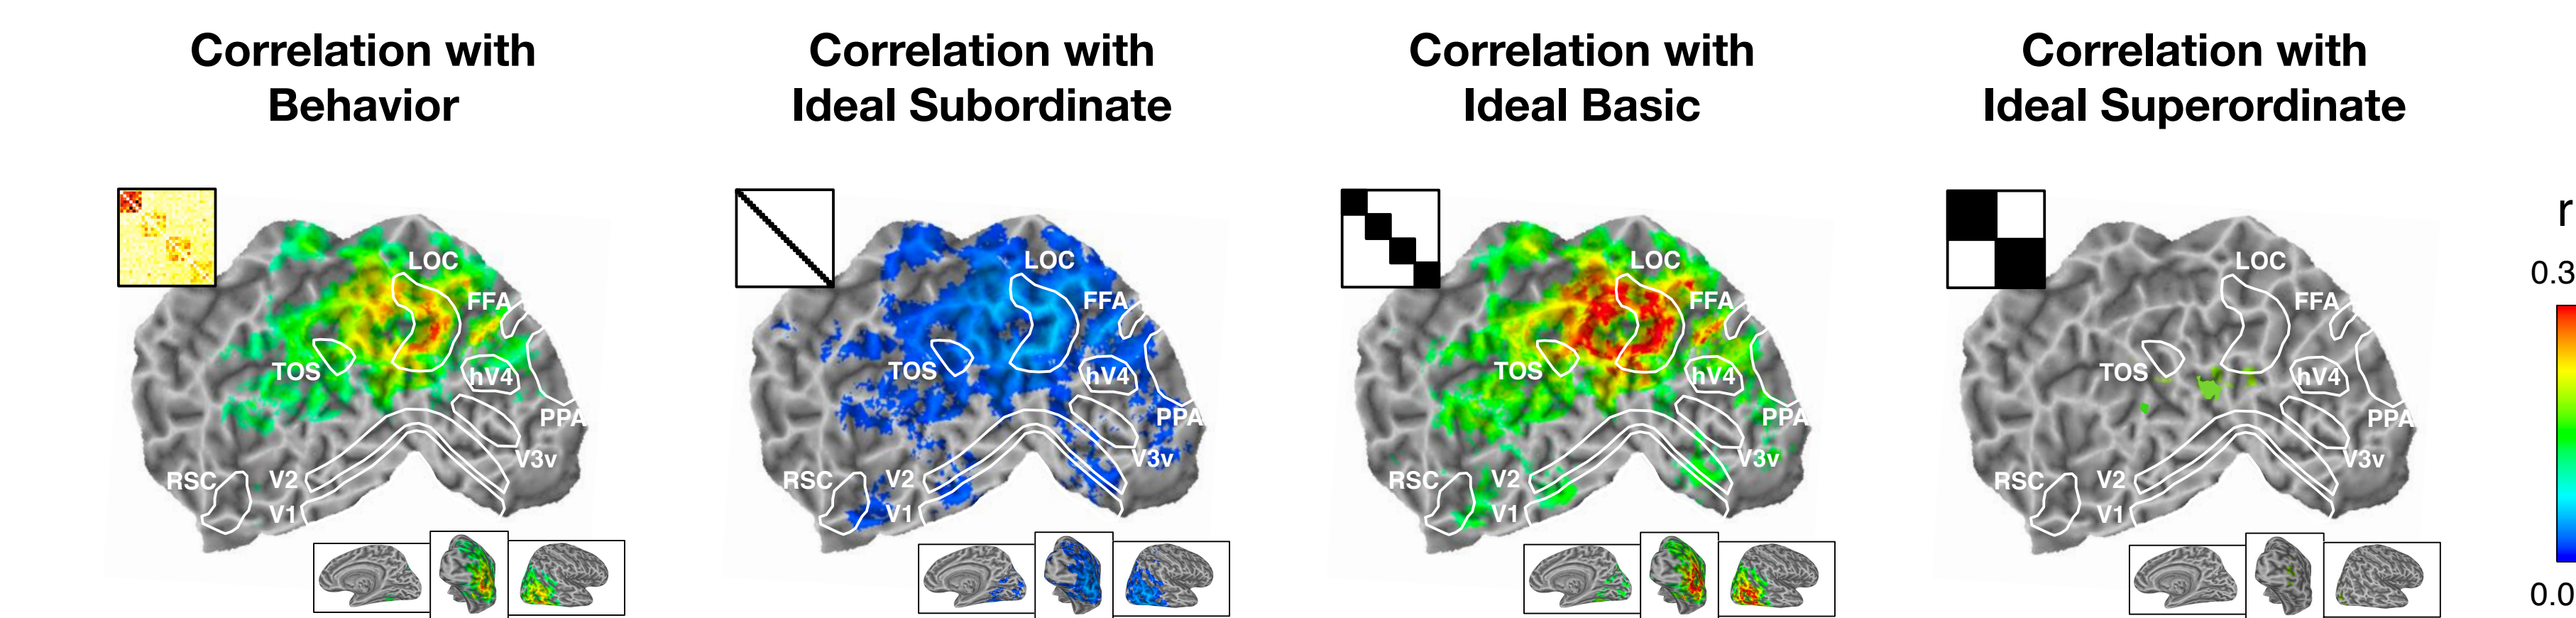 Correlation with
Behavior
Correlation with
Ideal Subordinate
Correlation with
Ideal Basic
Correlation with
Ideal Superordinate
LOC
FFA
TOS
hV4
PPA
V3v
RSC
V2
V1
LOC
FFA
TOS
hV4
PPA
V3v
RSC
V2
V1
LOC
FFA
TOS
hV4
PPA
V3v
RSC
V2
V1
LOC
FFA
TOS
hV4
PPA
V3v
RSC
V2
V1
r
0.3
0.0